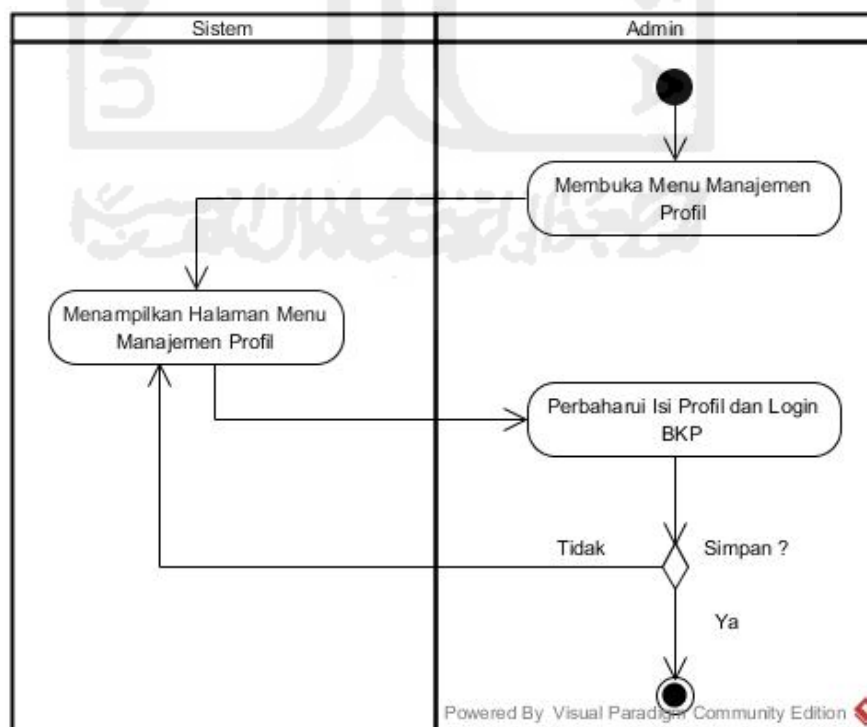 Sistem
Admin
Membuka Menu Manajemen
Profil
Menampilkan Halaman Menu
Manajemen Profil
Perbaharui Isi Profil dan Login
BKP
Tidak
Simpan ?
Ya
Powered By Visual Paradigm Community Edition